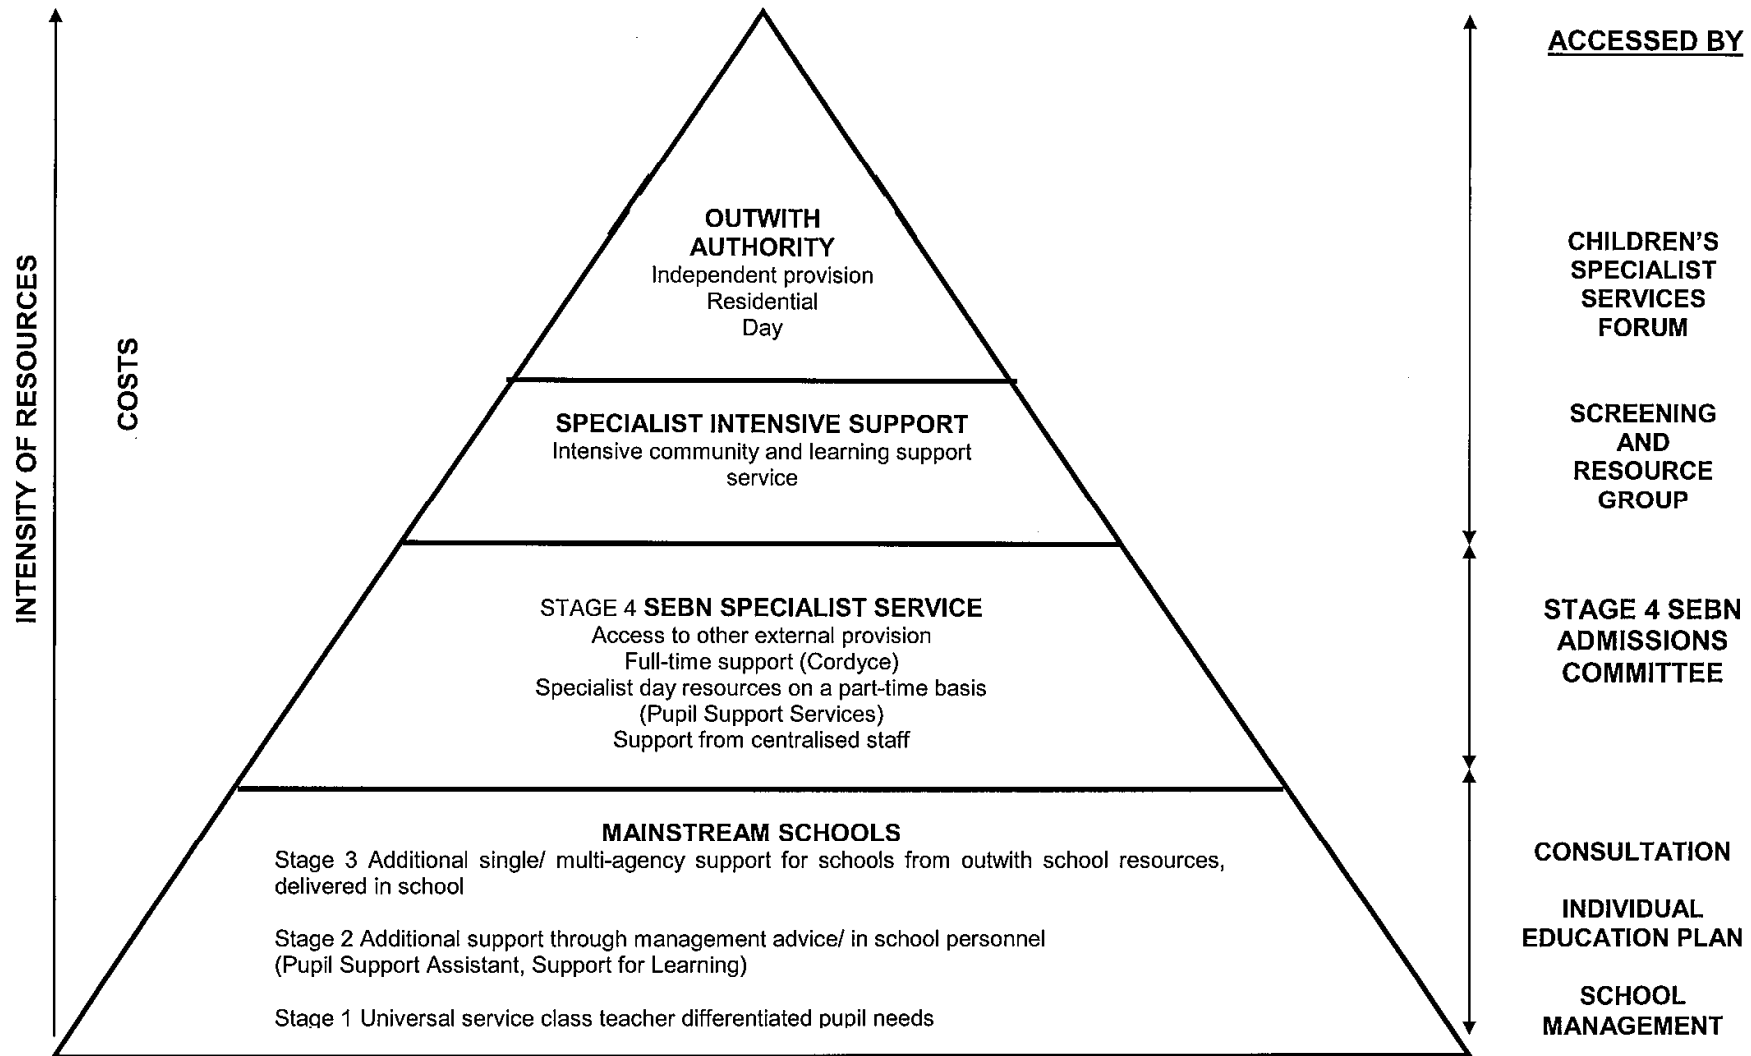 INTENSITY OF RESOURCES
COSTS
OUTWITH
AUTHORITY
Independent provision
Residential
Day
SPECIALIST INTENSIVE SUPPORT
Intensive community and learning support
service
STAGE 4 SEBN SPECIALIST SERVICE
Access to other external provision
Full-time support (Cordyce)
Specialist day resources on a part-time basis
(Pupil Support Services)
Support from centralised staff
MAINSTREAM SCHOOLS
Stage 3 Additional single/ multi-agency support for schools from outwith school resources,
delivered in school
Stage 2 Additional support through management advice/ in school personnel
(Pupil Support Assistant, Support for Learning)
Stage 1 Universal service class teacher differentiated pupil needs
ACCESSED BY
CHILDREN'S
SPECIALIST
SERVICES
FORUM
SCREENING
AND
RESOURCE
GROUP
STAGE 4 SEBN
ADMISSIONS
COMMITTEE
CONSULTATION
INDIVIDUAL
EDUCATION PLAN
SCHOOL
MANAGEMENT